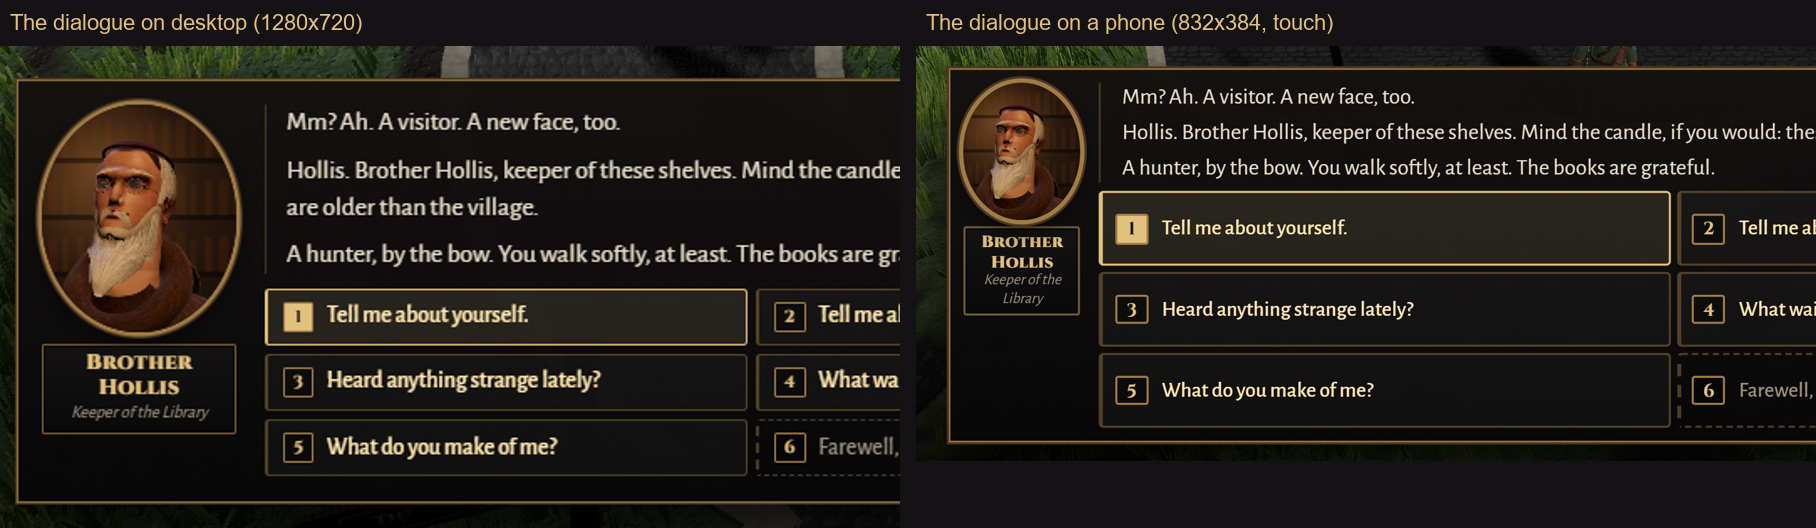 The dialogue on desktop (1280x720)
Mm? Ah. A visitor. A new face, too.
Hollis. Brother Hollis, keeper of these shelves. Mind the candle
are older than the village.
A hunter, by the bow. You walk softly, at least. The books are gr
BROTHER
HOLLIS
Keeper of the Library
1 Tell me about yourself.
2 Tell me a
3 Heard anything strange lately?
4 What wa
5 What do you make of me?
6 Farewell,
The dialogue on a phone (832x384, touch)
Mm? Ah. A visitor. A new face, too.
Hollis. Brother Hollis, keeper of these shelves. Mind the candle, if you would: the
A hunter, by the bow. You walk softly, at least. The books are grateful.
BROTHER
HOLLIS
Keeper of the
Library
1 Tell me about yourself.
2 Tell me a
3 Heard anything strange lately?
4 What wai
5 What do you make of me?
6 Farewell,